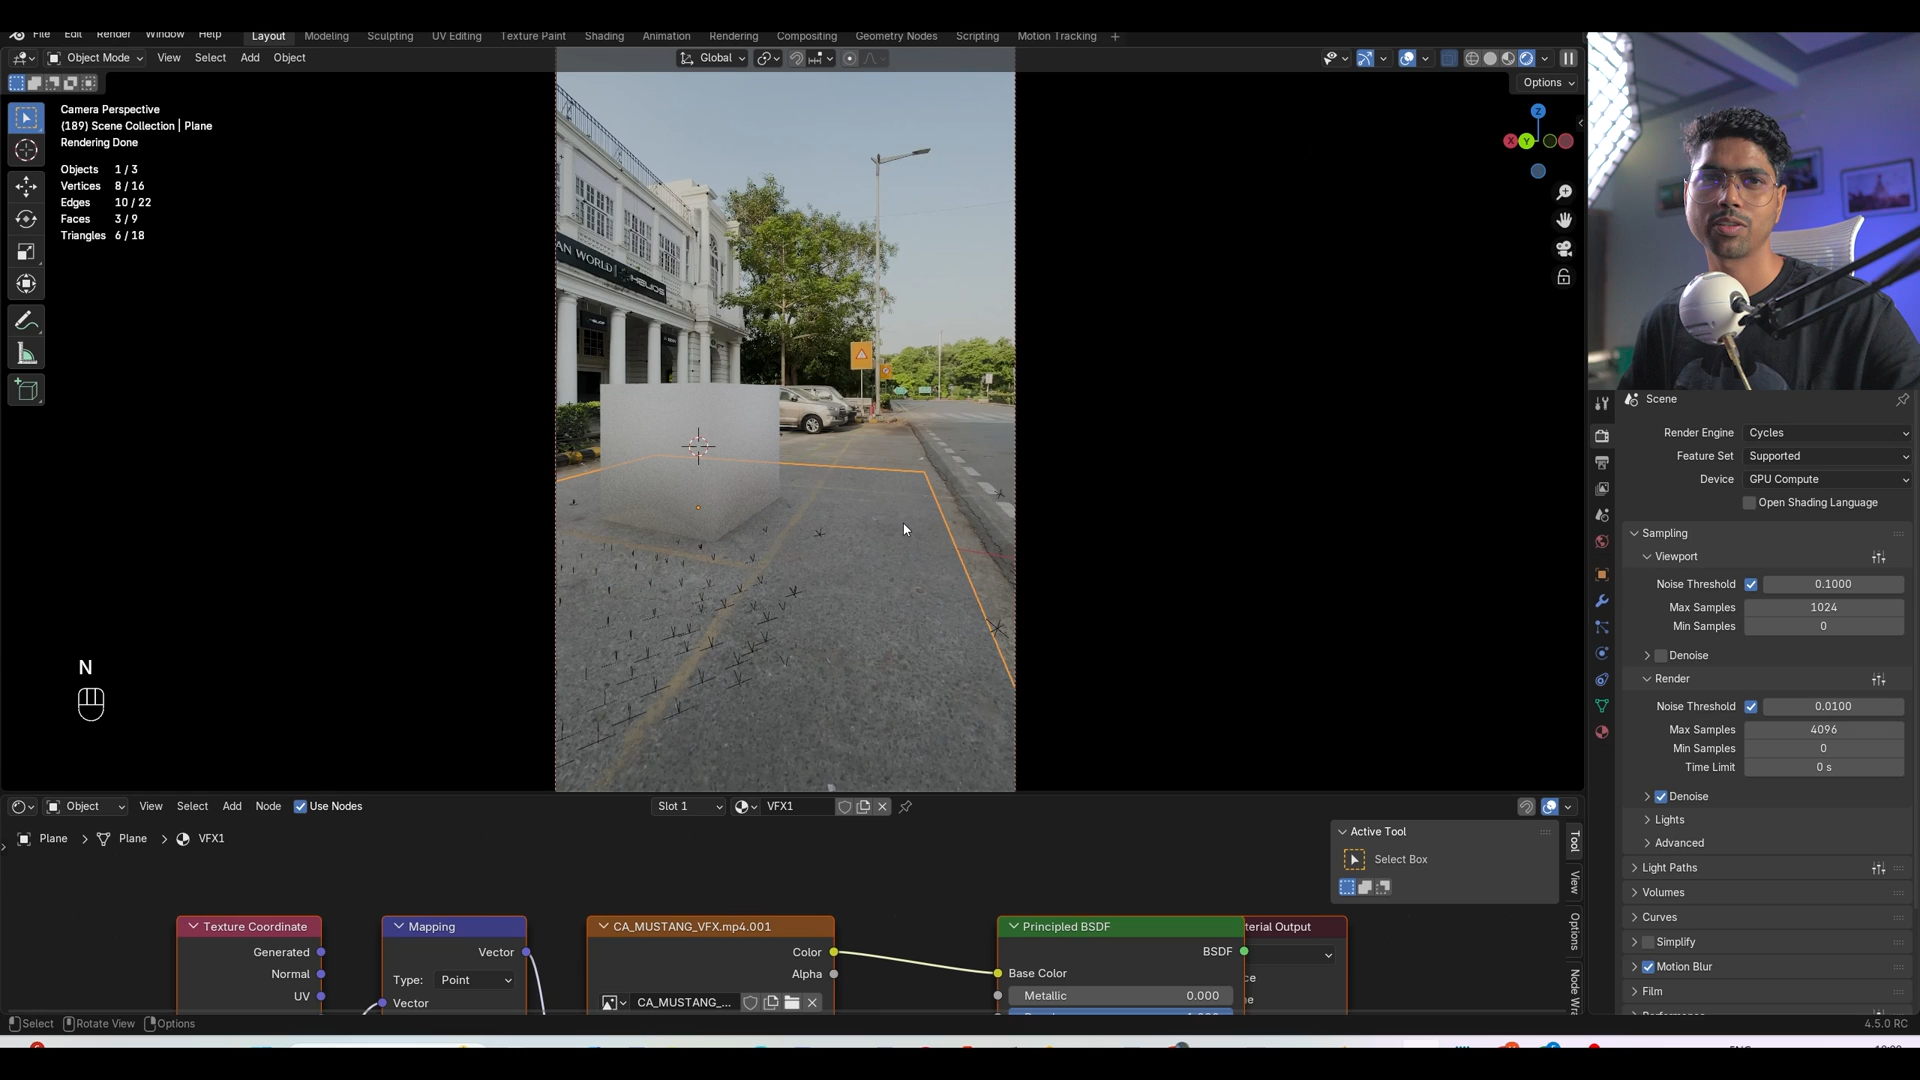 File Edit Render Window Help Layout Modeling Sculpting UV Editing Texture Paint Shading Animation Rendering Compositing Geometry Nodes Scripting Motion Tracking +
Object Mode View Select Add Object Global
Options
Camera Perspective
(189) Scene Collection | Plane
Rendering Done
Objects 1 / 3
Vertices 8 / 16
Edges 10 / 22
Faces 3 / 9
Triangles 6 / 18
Z
X Y
AN WORLD HELIOS
N
Scene
Render Engine Cycles
Feature Set Supported
Device GPU Compute
Open Shading Language
Sampling
Viewport
Noise Threshold 0.1000
Max Samples 1024
Min Samples 0
Denoise
Render
Noise Threshold 0.0100
Max Samples 4096
Min Samples 0
Time Limit 0 s
Denoise
Lights
Advanced
Light Paths
Volumes
Curves
Simplify
Motion Blur
Film
Object View Select Add Node Use Nodes Slot 1 VFX1
Plane > Plane > VFX1
Active Tool
Select Box
Tool
View
Options
Node Wra
Texture Coordinate
Generated
Normal
UV
Mapping
Vector
Type: Point
Vector
CA_MUSTANG_VFX.mp4.001
Color
Alpha
CA_MUSTANG_...
Principled BSDF
BSDF
Base Color
Metallic 0.000
terial Output
ce
e
Select Rotate View Options
4.5.0 RC